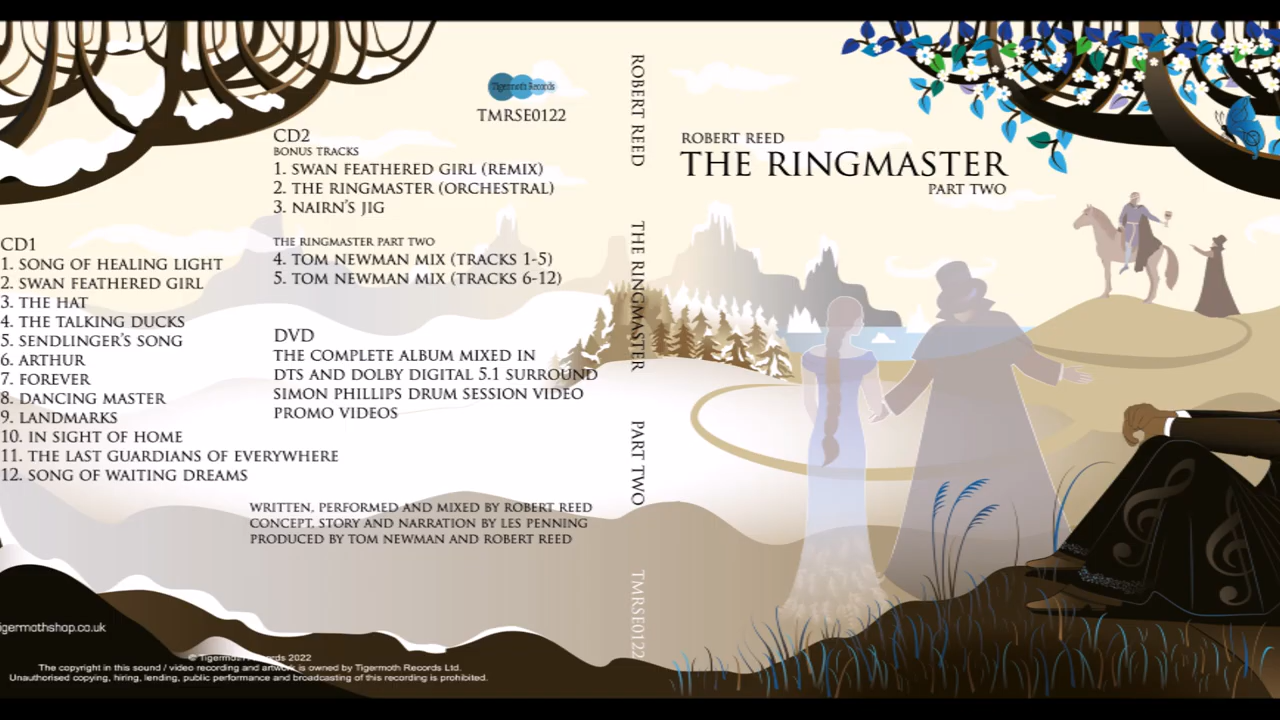 Tigermoth Records
TMRSE0122
CD2
BONUS TRACKS
1. SWAN FEATHERED GIRL (REMIX)
2. THE RINGMASTER (ORCHESTRAL)
3. NAIRN'S JIG
THE RINGMASTER PART TWO
4. TOM NEWMAN MIX (TRACKS 1-5)
5. TOM NEWMAN MIX (TRACKS 6-12)
CD1
1. SONG OF HEALING LIGHT
2. SWAN FEATHERED GIRL
3. THE HAT
4. THE TALKING DUCKS
5. SENDLINGER'S SONG
6. ARTHUR
7. FOREVER
8. DANCING MASTER
9. LANDMARKS
10. IN SIGHT OF HOME
11. THE LAST GUARDIANS OF EVERYWHERE
12. SONG OF WAITING DREAMS
DVD
THE COMPLETE ALBUM MIXED IN
DTS AND DOLBY DIGITAL 5.1 SURROUND
SIMON PHILLIPS DRUM SESSION VIDEO
PROMO VIDEOS
WRITTEN, PERFORMED AND MIXED BY ROBERT REED
CONCEPT, STORY AND NARRATION BY LES PENNING
PRODUCED BY TOM NEWMAN AND ROBERT REED
igermothshop.co.uk
© Tigermoth Records 2022
The copyright in this sound / video recording and artwork is owned by Tigermoth Records Ltd.
Unauthorised copying, hiring, lending, public performance and broadcasting of this recording is prohibited.
ROBERT REED THE RINGMASTER PART TWO TMRSE0122
ROBERT REED
THE RINGMASTER
PART TWO